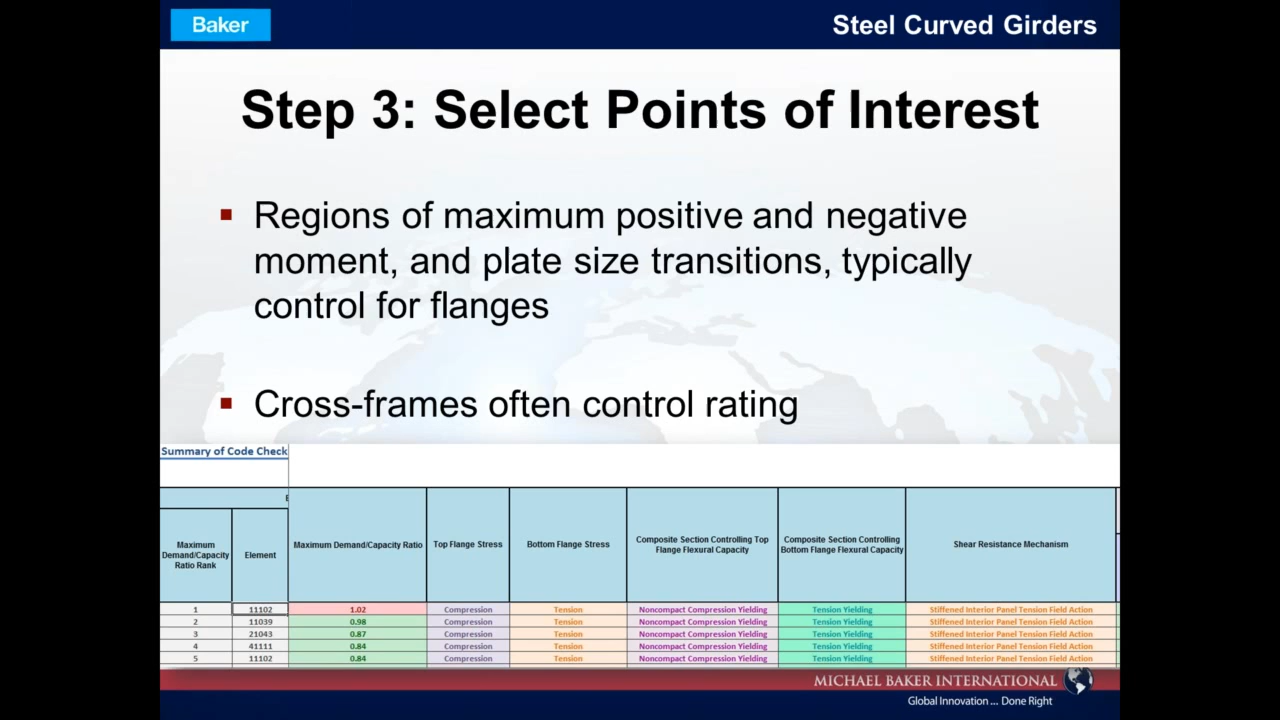 Baker
Steel Curved Girders
Step 3: Select Points of Interest
▪ Regions of maximum positive and negative
moment, and plate size transitions, typically
control for flanges
▪ Cross-frames often control rating
Summary of Code Check
Maximum
Demand/Capacity
Ratio Rank
Element
Maximum Demand/Capacity Ratio
Top Flange Stress
Bottom Flange Stress
Composite Section Controlling Top
Flange Flexural Capacity
Composite Section Controlling
Bottom Flange Flexural Capacity
Shear Resistance Mechanism
1 11102 1.02 Compression Tension Noncompact Compression Yielding Tension Yielding Stiffened Interior Panel Tension Field Action
2 11039 0.98 Compression Tension Noncompact Compression Yielding Tension Yielding Stiffened Interior Panel Tension Field Action
3 21043 0.87 Compression Tension Noncompact Compression Yielding Tension Yielding Stiffened Interior Panel Tension Field Action
4 41111 0.84 Compression Tension Noncompact Compression Yielding Tension Yielding Stiffened Interior Panel Tension Field Action
5 11102 0.84 Compression Tension Noncompact Compression Yielding Tension Yielding Stiffened Interior Panel Tension Field Action
MICHAEL BAKER INTERNATIONAL
Global Innovation ... Done Right